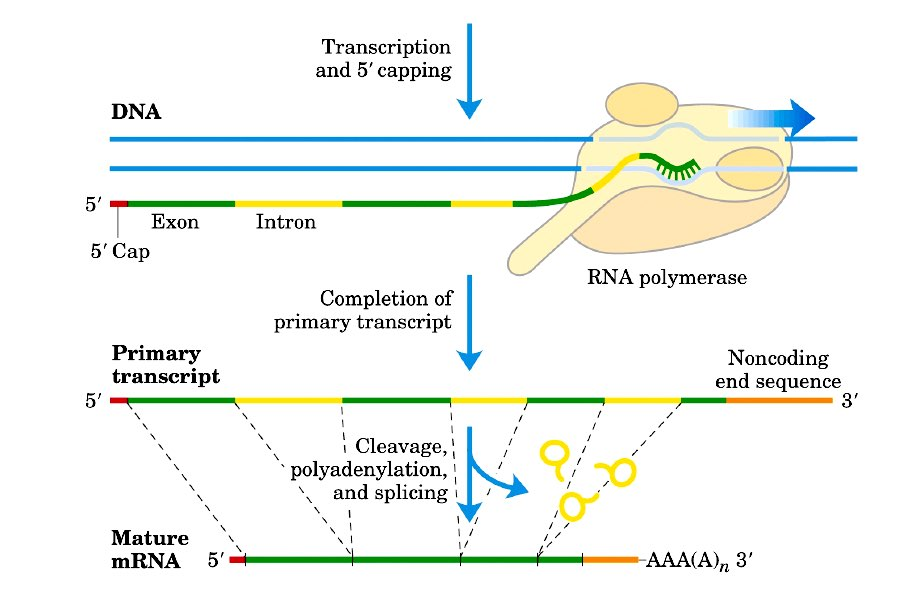 Transcription
and 5′ capping
DNA
5′
Exon
Intron
5′ Cap
RNA polymerase
Completion of
primary transcript
Primary
transcript
Noncoding
end sequence
5′
3′
Cleavage,
polyadenylation,
and splicing
Mature
mRNA
5′
AAA(A)n 3′